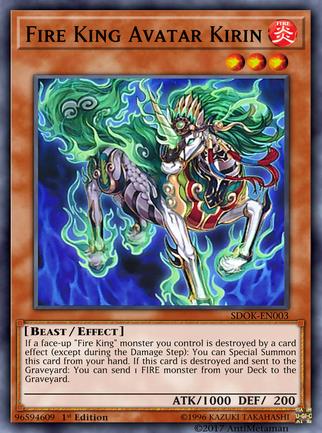 Fire King Avatar Kirin
FIRE
炎
SDOK-EN003
[Beast / Effect]
If a face-up "Fire King" monster you control is destroyed by a card
effect (except during the Damage Step): You can Special Summon
this card from your hand. If this card is destroyed and sent to the
Graveyard: You can send 1 FIRE monster from your Deck to the
Graveyard.
ATK/1000 DEF/ 200
96594609 1st Edition ©1996 KAZUKI TAKAHASHI
©2017 AntiMetaman